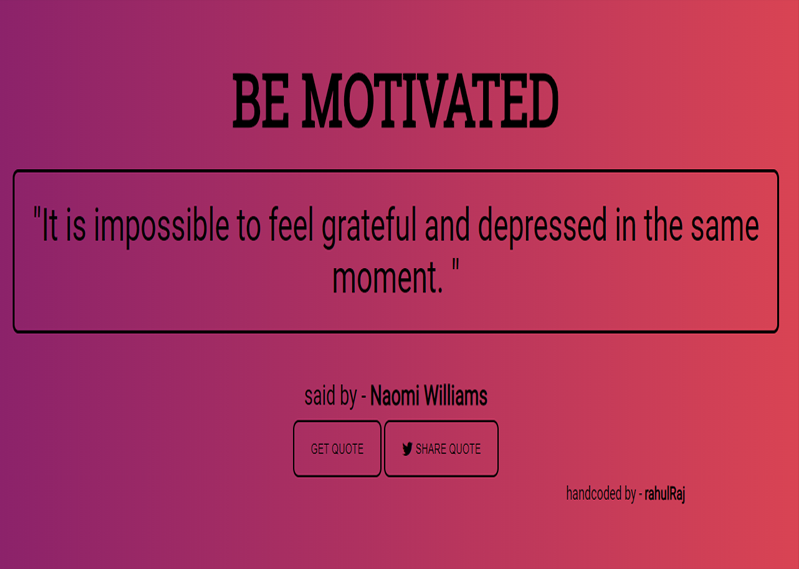 BE MOTIVATED
"It is impossible to feel grateful and depressed in the same
moment. "
said by - Naomi Williams
GET QUOTE SHARE QUOTE
handcoded by - rahulRaj